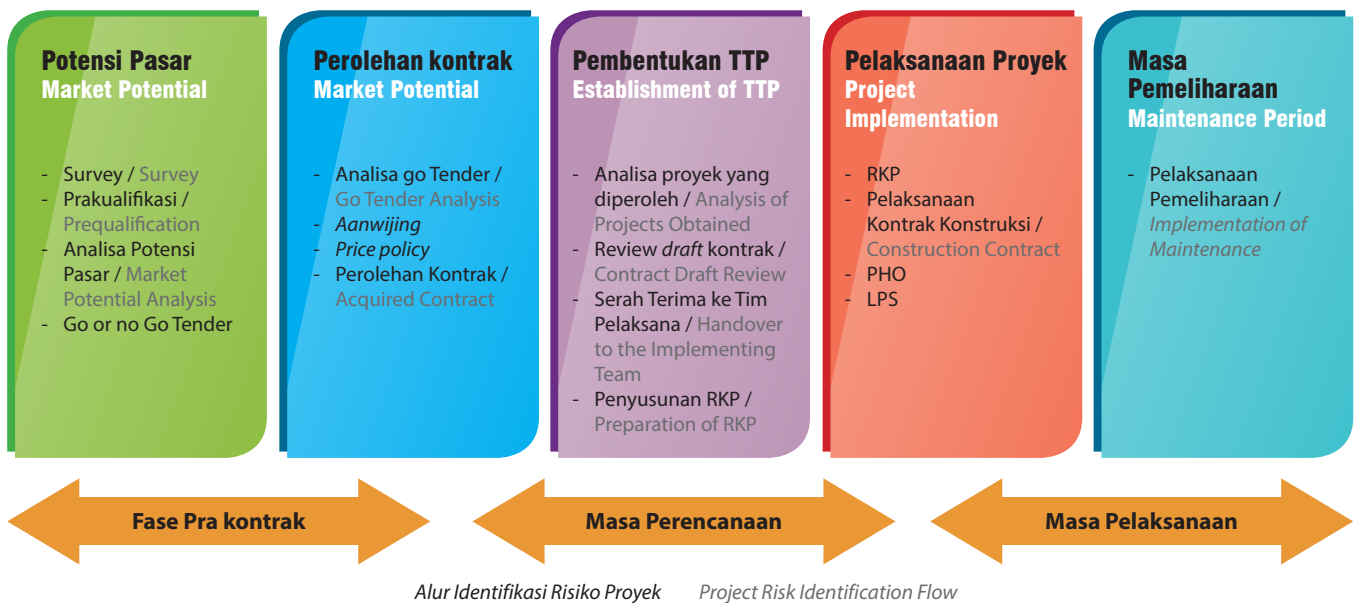 Potensi Pasar
Market Potential
- Survey / Survey
- Prakualifikasi /
Prequalification
- Analisa Potensi
Pasar / Market
Potential Analysis
- Go or no Go Tender
Perolehan kontrak
Market Potential
- Analisa go Tender /
Go Tender Analysis
- Aanwijing
- Price policy
- Perolehan Kontrak /
Acquired Contract
Pembentukan TTP
Establishment of TTP
- Analisa proyek yang
diperoleh / Analysis of
Projects Obtained
- Review draft kontrak /
Contract Draft Review
- Serah Terima ke Tim
Pelaksana / Handover
to the Implementing
Team
- Penyusunan RKP /
Preparation of RKP
Pelaksanaan Proyek
Project
Implementation
- RKP
- Pelaksanaan
Kontrak Konstruksi /
Construction Contract
- PHO
- LPS
Masa
Pemeliharaan
Maintenance Period
- Pelaksanaan
Pemeliharaan /
Implementation of
Maintenance
Fase Pra kontrak
Masa Perencanaan
Masa Pelaksanaan
Alur Identifikasi Risiko Proyek Project Risk Identification Flow